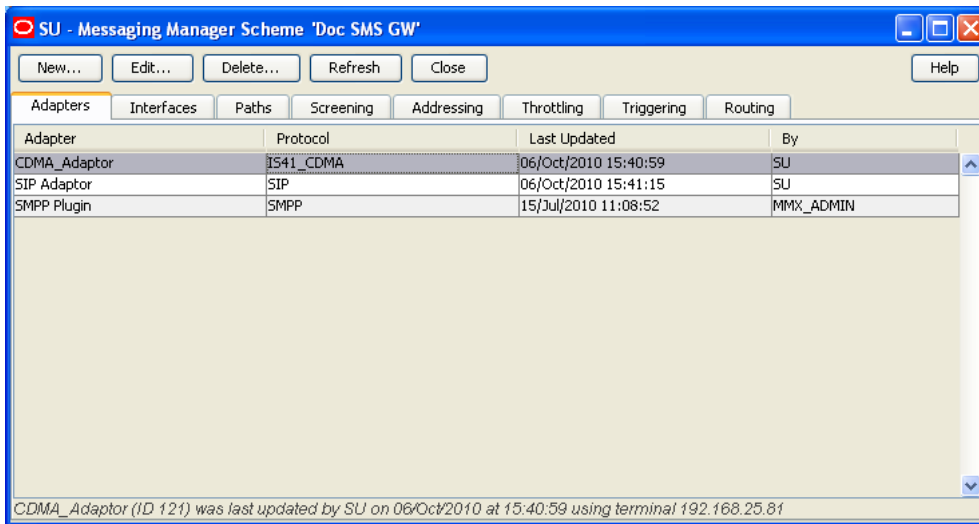 SU - Messaging Manager Scheme 'Doc SMS GW'
New... Edit... Delete... Refresh Close Help
Adapters Interfaces Paths Screening Addressing Throttling Triggering Routing
Adapter Protocol Last Updated By
CDMA_Adaptor IS41_CDMA 06/Oct/2010 15:40:59 SU
SIP Adaptor SIP 06/Oct/2010 15:41:15 SU
SMPP Plugin SMPP 15/Jul/2010 11:08:52 MMX_ADMIN
CDMA_Adaptor (ID 121) was last updated by SU on 06/Oct/2010 at 15:40:59 using terminal 192.168.25.81